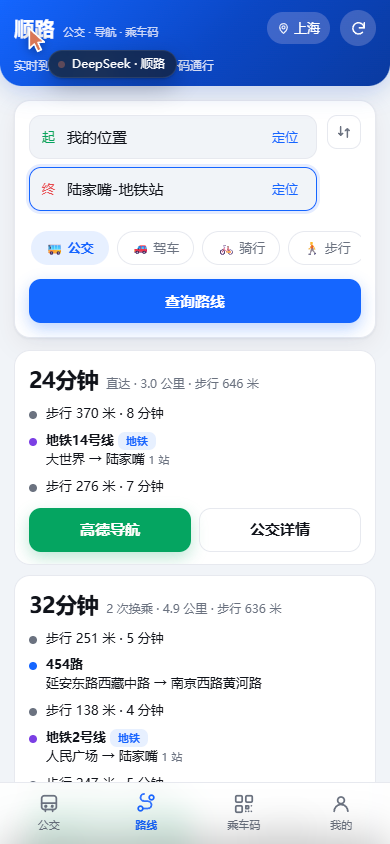 顺路 公交 · 导航 · 乘车码
上海
实时到
DeepSeek · 顺路
码通行
起 我的位置 定位
终 陆家嘴-地铁站 定位
公交 驾车 骑行 步行
查询路线
24分钟 直达 · 3.0 公里 · 步行 646 米
步行 370 米 · 8 分钟
地铁14号线 地铁
大世界 → 陆家嘴 1 站
步行 276 米 · 7 分钟
高德导航 公交详情
32分钟 2 次换乘 · 4.9 公里 · 步行 636 米
步行 251 米 · 5 分钟
454路
延安东路西藏中路 → 南京西路黄河路
步行 138 米 · 4 分钟
地铁2号线 地铁
人民广场 → 陆家嘴 1 站
步行 247 米 · 5 分钟
公交 路线 乘车码 我的